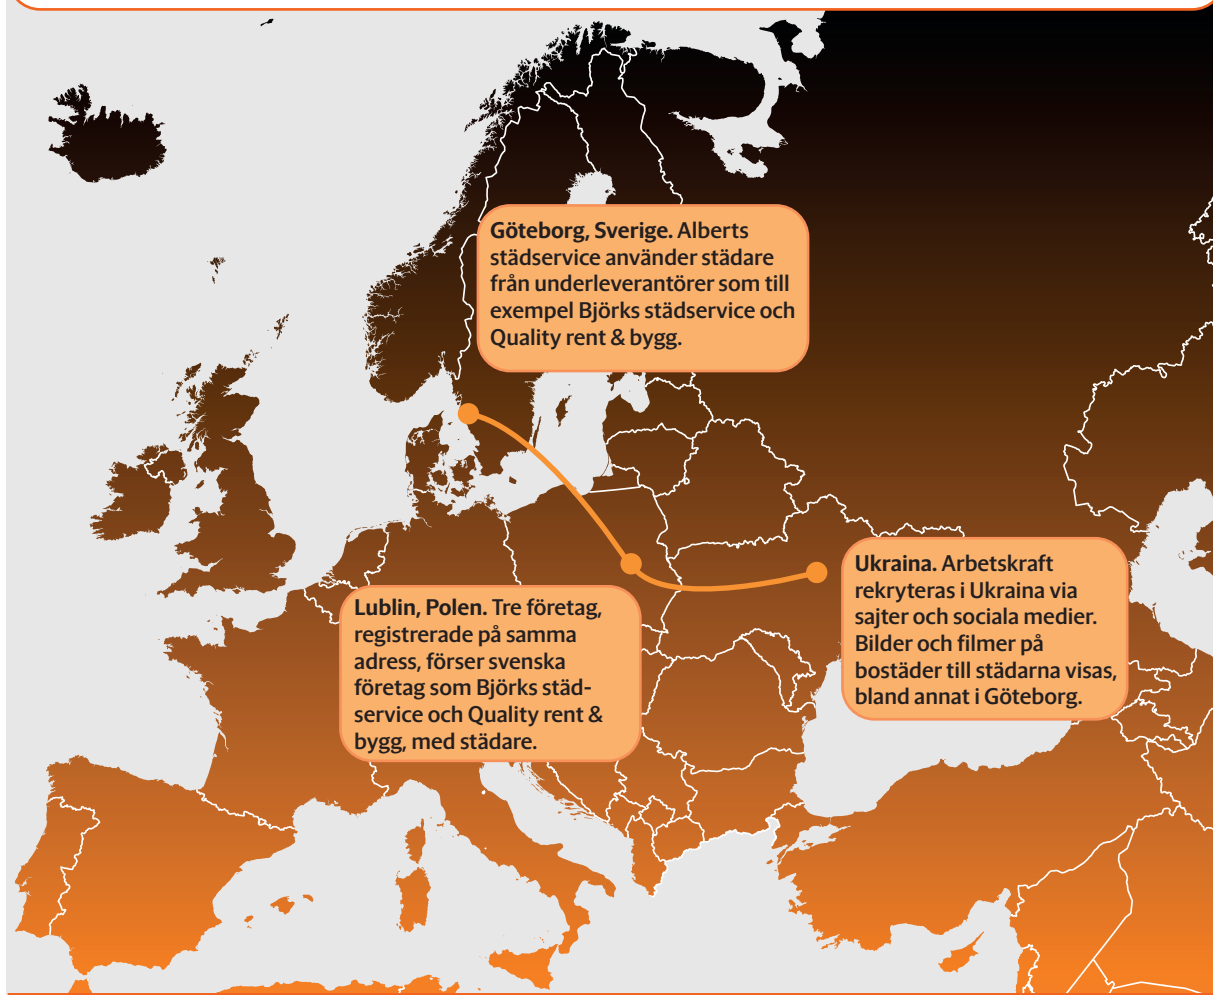 Göteborg, Sverige. Alberts
städservice använder städare
från underleverantörer som till
exempel Björks städservice och
Quality rent & bygg.
Lublin, Polen. Tre företag,
registrerade på samma
adress, förser svenska
företag som Björks städ-
service och Quality rent &
bygg, med städare.
Ukraina. Arbetskraft
rekryteras i Ukraina via
sajter och sociala medier.
Bilder och filmer på
bostäder till städarna visas,
bland annat i Göteborg.